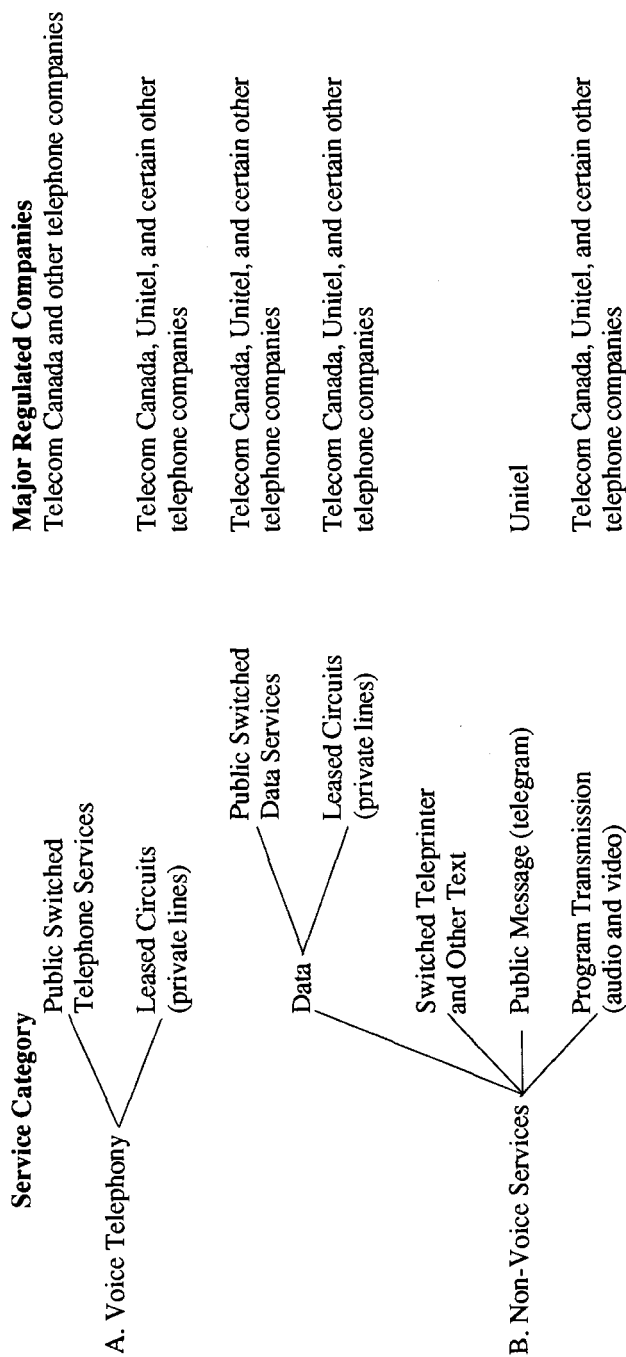 Service Category
Major Regulated Companies
A. Voice Telephony
Public Switched
Telephone Services
Telecom Canada and other telephone companies
Leased Circuits
(private lines)
Telecom Canada, Unitel, and certain other
telephone companies
B. Non-Voice Services
Data
Public Switched
Data Services
Telecom Canada, Unitel, and certain other
telephone companies
Leased Circuits
(private lines)
Telecom Canada, Unitel, and certain other
telephone companies
Switched Teleprinter
and Other Text
Public Message (telegram)
Unitel
Program Transmission
(audio and video)
Telecom Canada, Unitel, and certain other
telephone companies